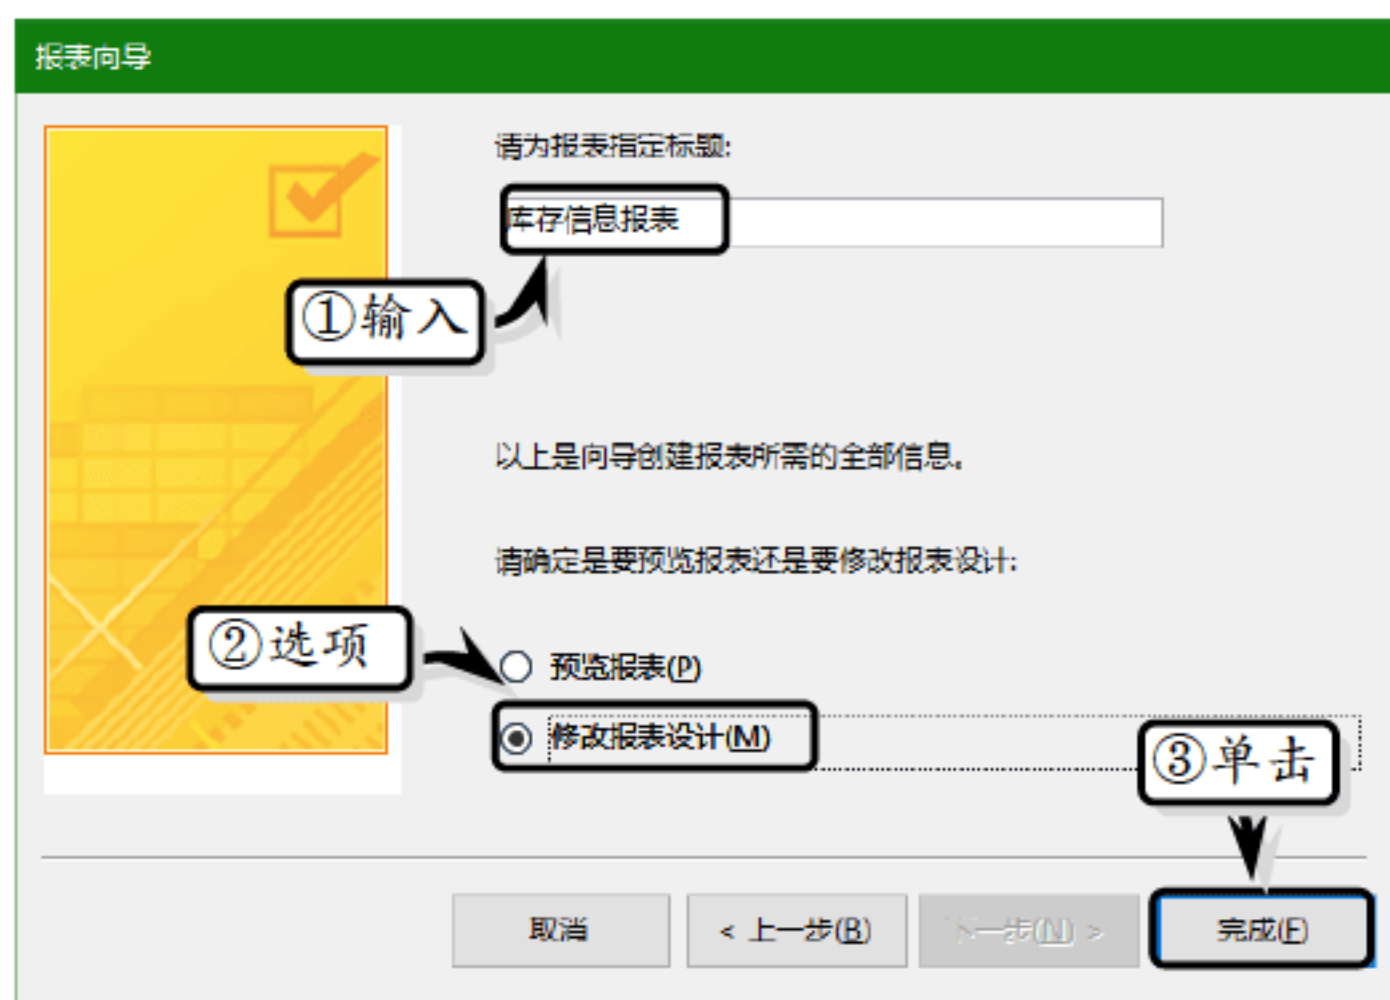 报表向导
请为报表指定标题:
库存信息报表
①输入
以上是向导创建报表所需的全部信息。
请确定是要预览报表还是要修改报表设计:
②选项
预览报表(P)
修改报表设计(M)
③单击
取消
< 上一步(B)
下一步(N) >
完成(F)